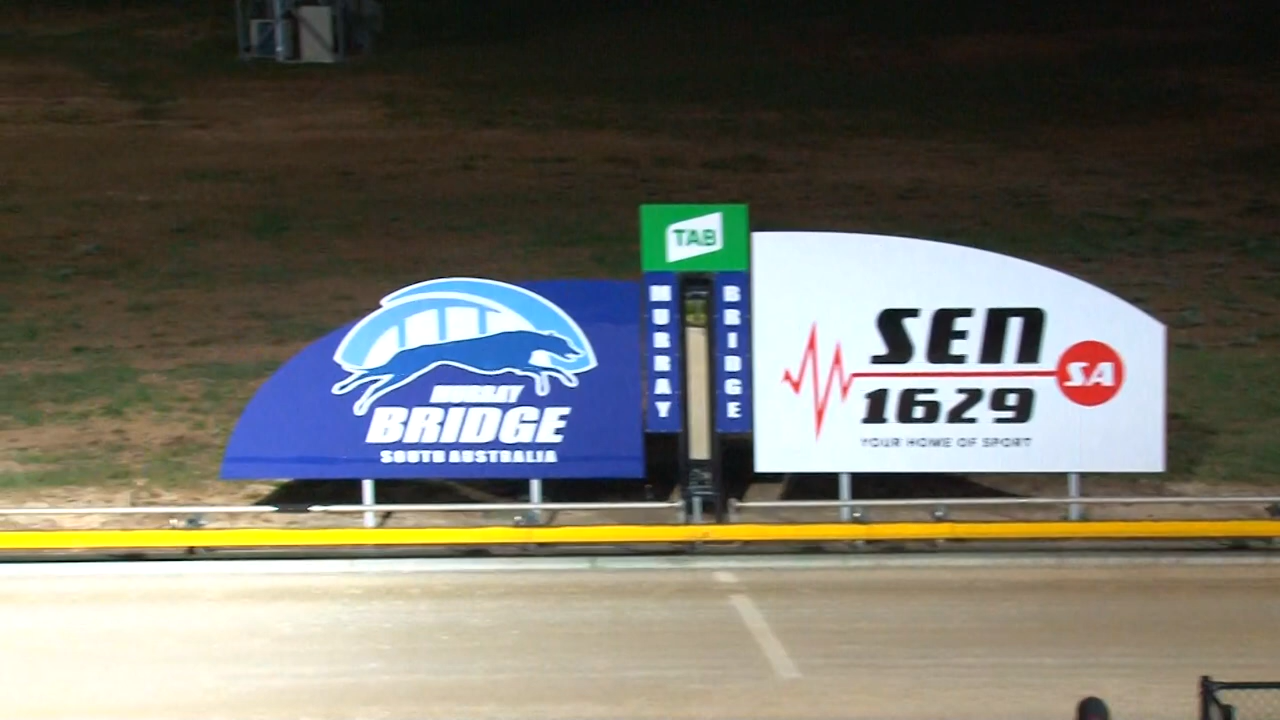 TAB
MURRAY
BRIDGE
MURRAY
BRIDGE
SOUTH AUSTRALIA
SEN
SA
1629
YOUR HOME OF SPORT